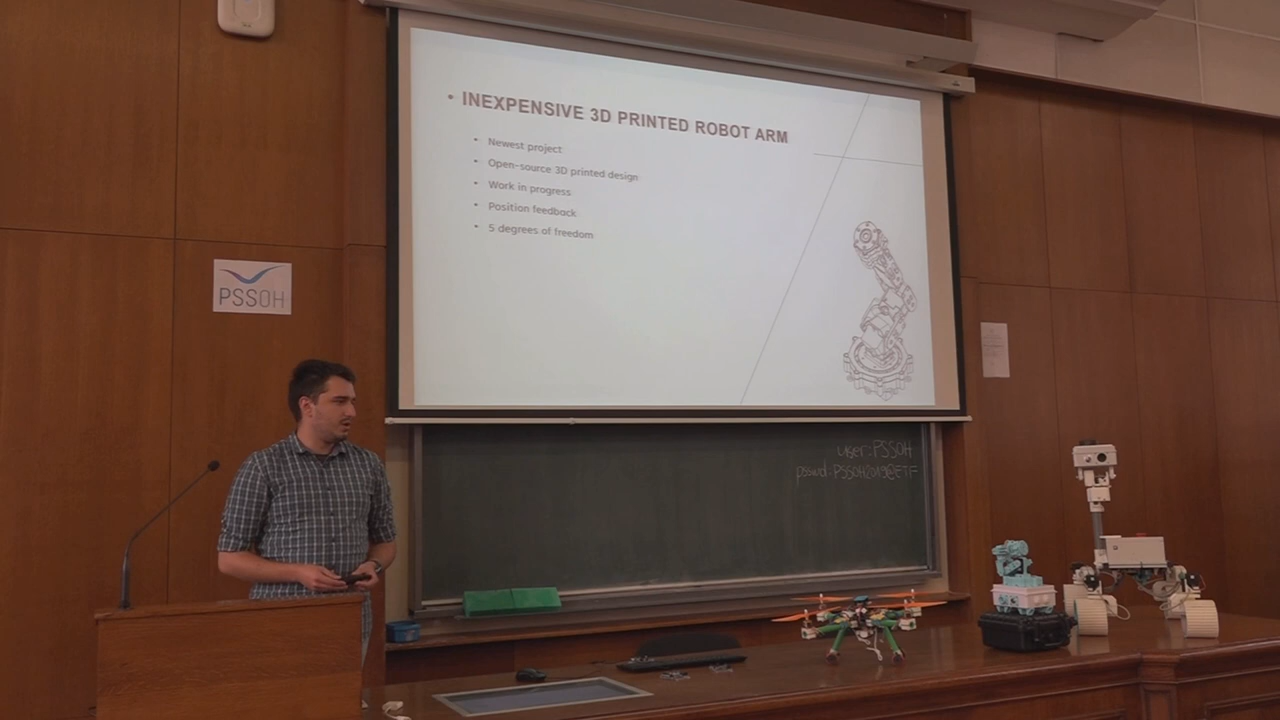 • INEXPENSIVE 3D PRINTED ROBOT ARM
• Newest project
• Open-source 3D printed design
• Work in progress
• Position feedback
• 5 degrees of freedom
PSSOH
user: PSSOH
psswd: PSSOH2019@ETF